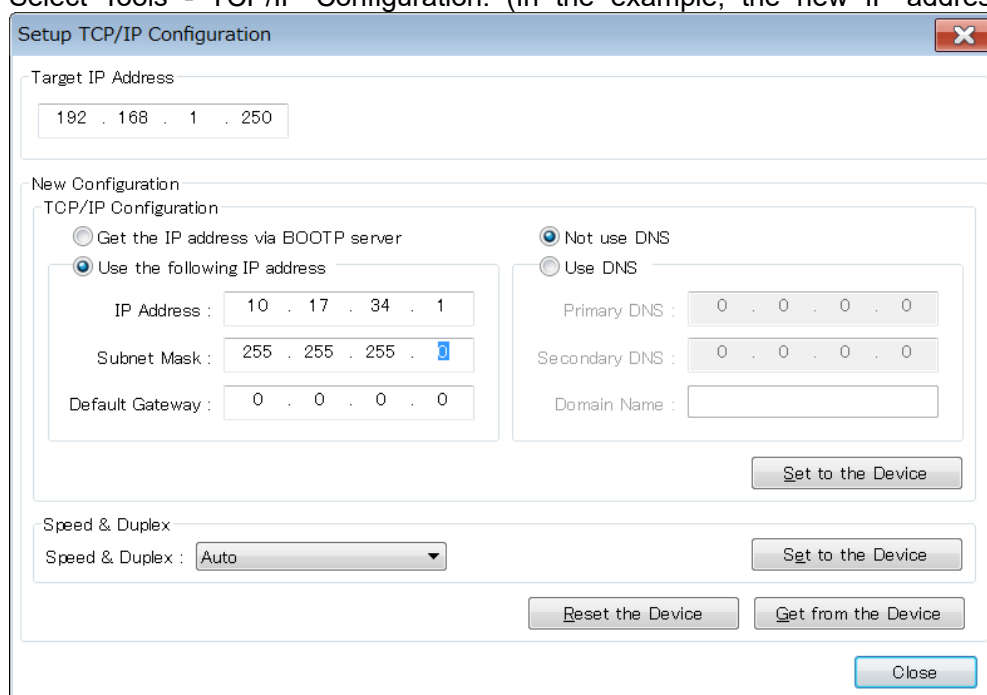 Select Tools - TCP/IP Configuration. (In the example, the new IP addres
Setup TCP/IP Configuration
Target IP Address
192 . 168 . 1 . 250
New Configuration
TCP/IP Configuration
Get the IP address via BOOTP server
Not use DNS
Use the following IP address
Use DNS
IP Address : 10 . 17 . 34 . 1
Primary DNS : 0 . 0 . 0 . 0
Subnet Mask : 255 . 255 . 255 . 0
Secondary DNS : 0 . 0 . 0 . 0
Default Gateway : 0 . 0 . 0 . 0
Domain Name :
Set to the Device
Speed & Duplex
Speed & Duplex : Auto
Set to the Device
Reset the Device
Get from the Device
Close